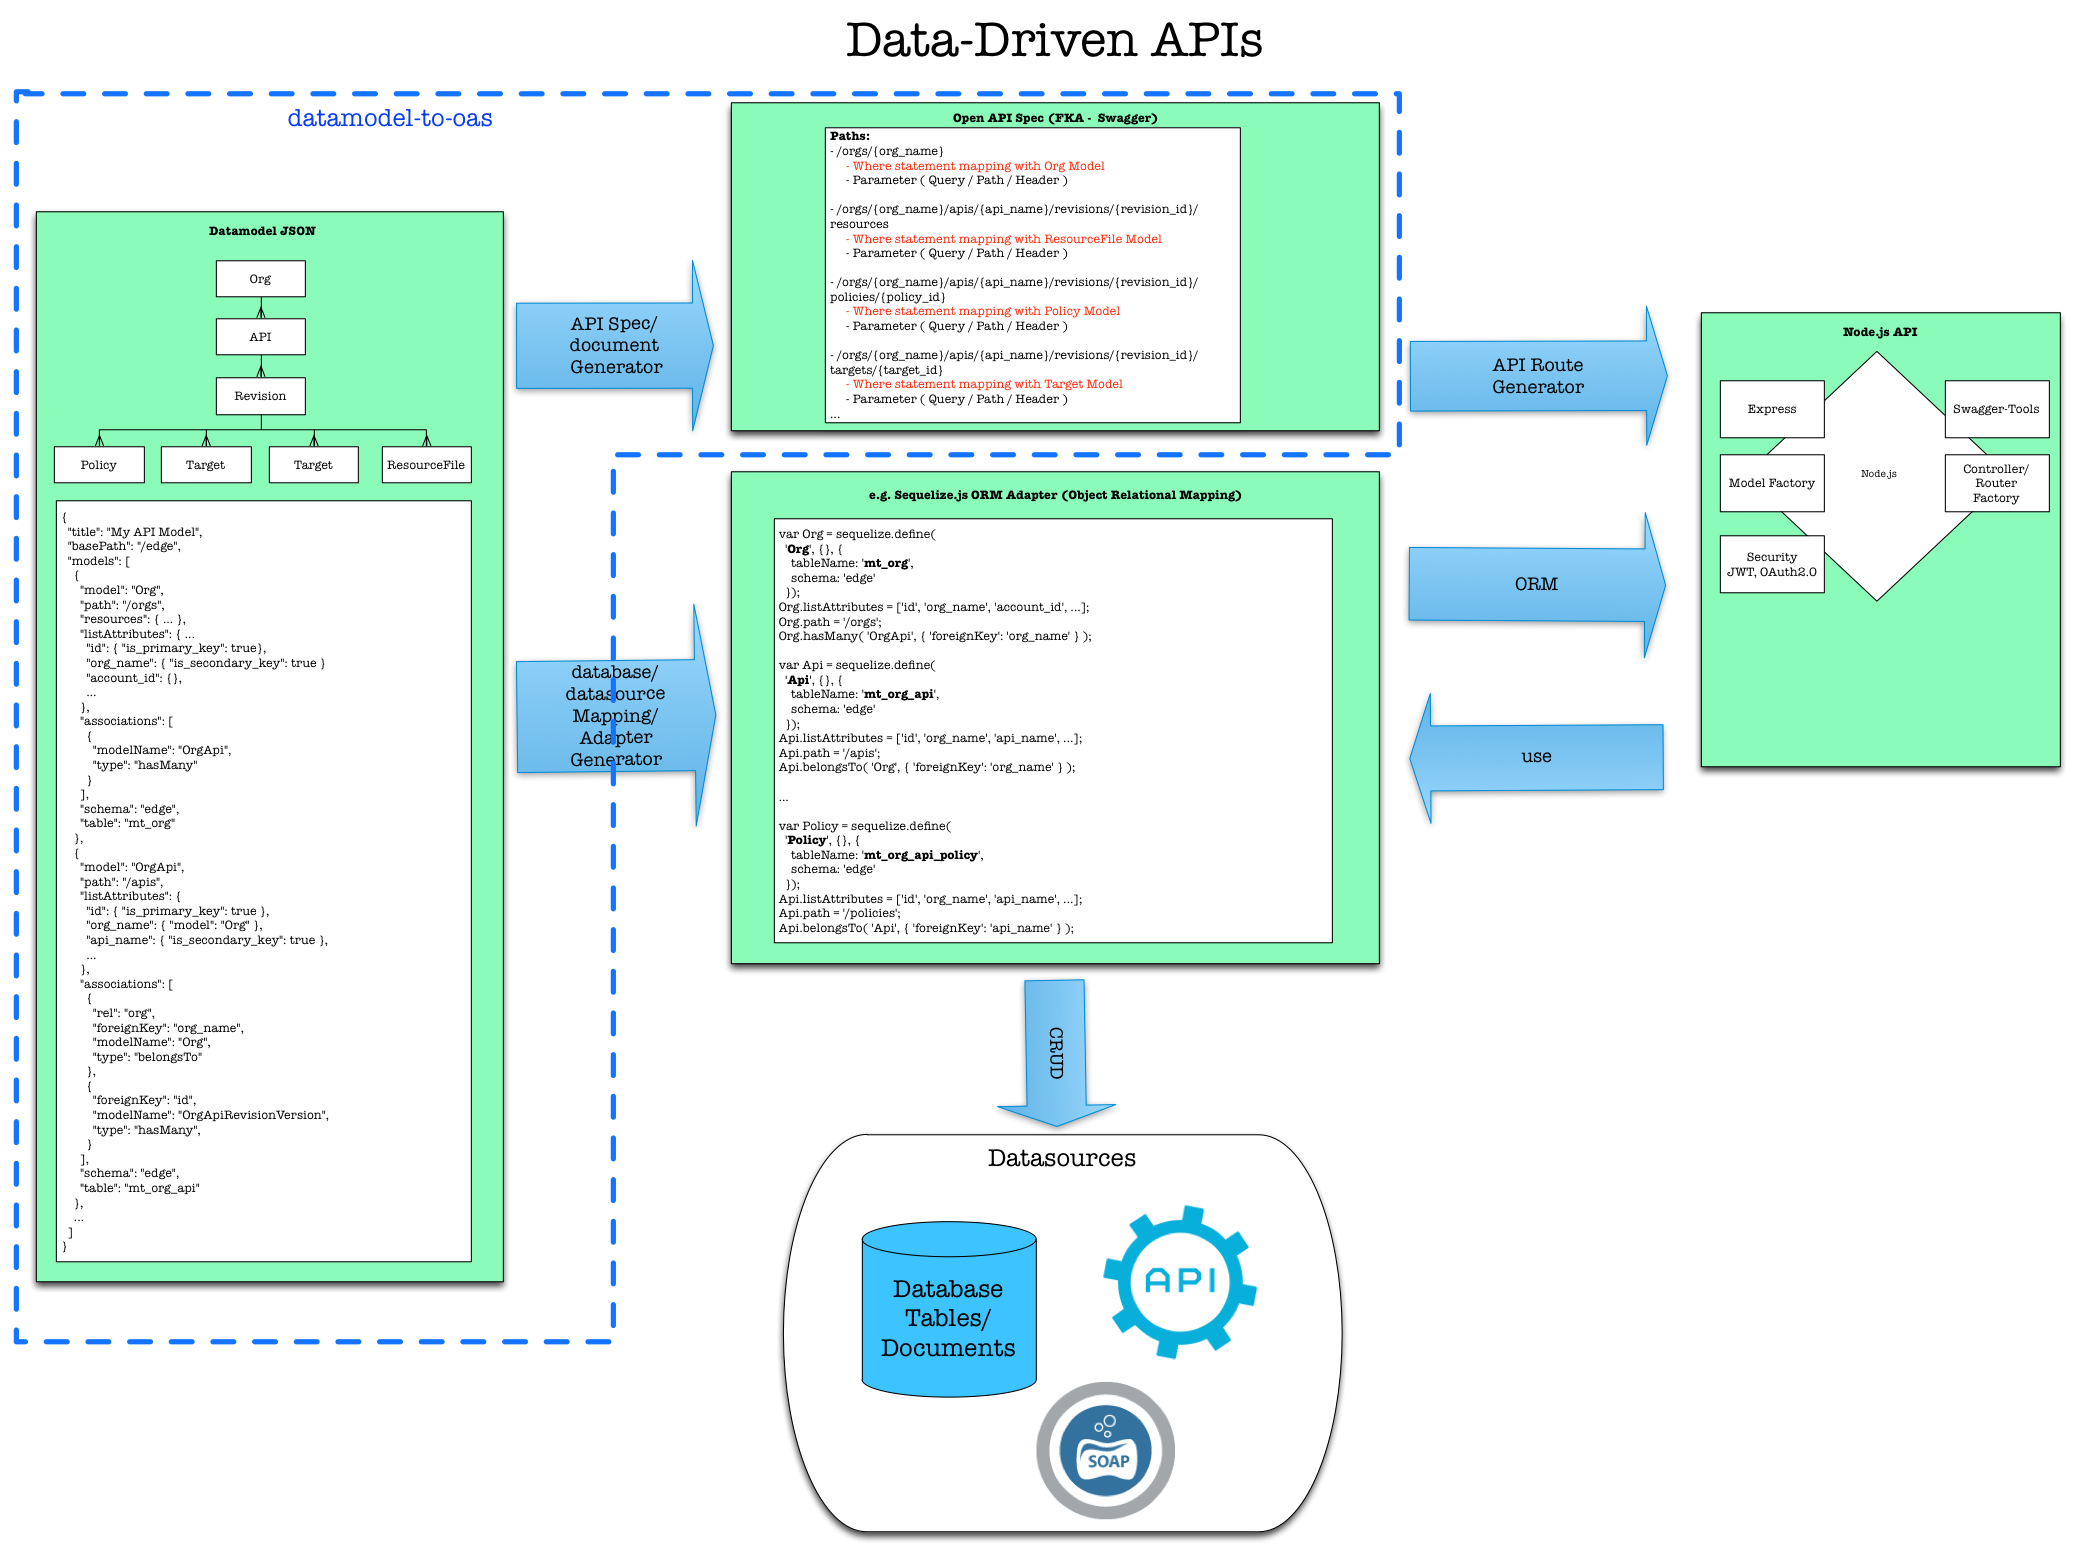 Data-Driven APIs
datamodel-to-oas
Datamodel JSON
Org
API
Revision
Policy
Target
Target
ResourceFile
{
"title": "My API Model",
"basePath": "/edge",
"models": [
{
"model": "Org",
"path": "/orgs",
"resources": { ... },
"listAttributes": { ...
"id": { "is_primary_key": true},
"org_name": { "is_secondary_key": true }
"account_id": {},
...
},
"associations": [
{
"modelName": "OrgApi",
"type": "hasMany"
}
],
"schema": "edge",
"table": "mt_org"
},
{
"model": "OrgApi",
"path": "/apis",
"listAttributes": {
"id": { "is_primary_key": true },
"org_name": { "model": "Org" },
"api_name": { "is_secondary_key": true },
...
},
"associations": [
{
"rel": "org",
"foreignKey": "org_name",
"modelName": "Org",
"type": "belongsTo"
},
{
"foreignKey": "id",
"modelName": "OrgApiRevisionVersion",
"type": "hasMany",
}
],
"schema": "edge",
"table": "mt_org_api"
},
...
]
}
API Spec/
document
Generator
database/
datasource
Mapping/
Adapter
Generator
Open API Spec (FKA - Swagger)
Paths:
- /orgs/{org_name}
- Where statement mapping with Org Model
- Parameter ( Query / Path / Header )
- /orgs/{org_name}/apis/{api_name}/revisions/{revision_id}/
resources
- Where statement mapping with ResourceFile Model
- Parameter ( Query / Path / Header )
- /orgs/{org_name}/apis/{api_name}/revisions/{revision_id}/
policies/{policy_id}
- Where statement mapping with Policy Model
- Parameter ( Query / Path / Header )
- /orgs/{org_name}/apis/{api_name}/revisions/{revision_id}/
targets/{target_id}
- Where statement mapping with Target Model
- Parameter ( Query / Path / Header )
...
e.g. Sequelize.js ORM Adapter (Object Relational Mapping)
var Org = sequelize.define(
'Org', {}, {
tableName: 'mt_org',
schema: 'edge'
});
Org.listAttributes = ['id', 'org_name', 'account_id', ...];
Org.path = '/orgs';
Org.hasMany( 'OrgApi', { 'foreignKey': 'org_name' } );
var Api = sequelize.define(
'Api', {}, {
tableName: 'mt_org_api',
schema: 'edge'
});
Api.listAttributes = ['id', 'org_name', 'api_name', ...];
Api.path = '/apis';
Api.belongsTo( 'Org', { 'foreignKey': 'org_name' } );
...
var Policy = sequelize.define(
'Policy', {}, {
tableName: 'mt_org_api_policy',
schema: 'edge'
});
Api.listAttributes = ['id', 'org_name', 'api_name', ...];
Api.path = '/policies';
Api.belongsTo( 'Api', { 'foreignKey': 'api_name' } );
API Route
Generator
ORM
use
Node.js API
Express
Swagger-Tools
Node.js
Model Factory
Controller/
Router
Factory
Security
JWT, OAuth2.0
CRUD
Datasources
Database
Tables/
Documents
API
SOAP